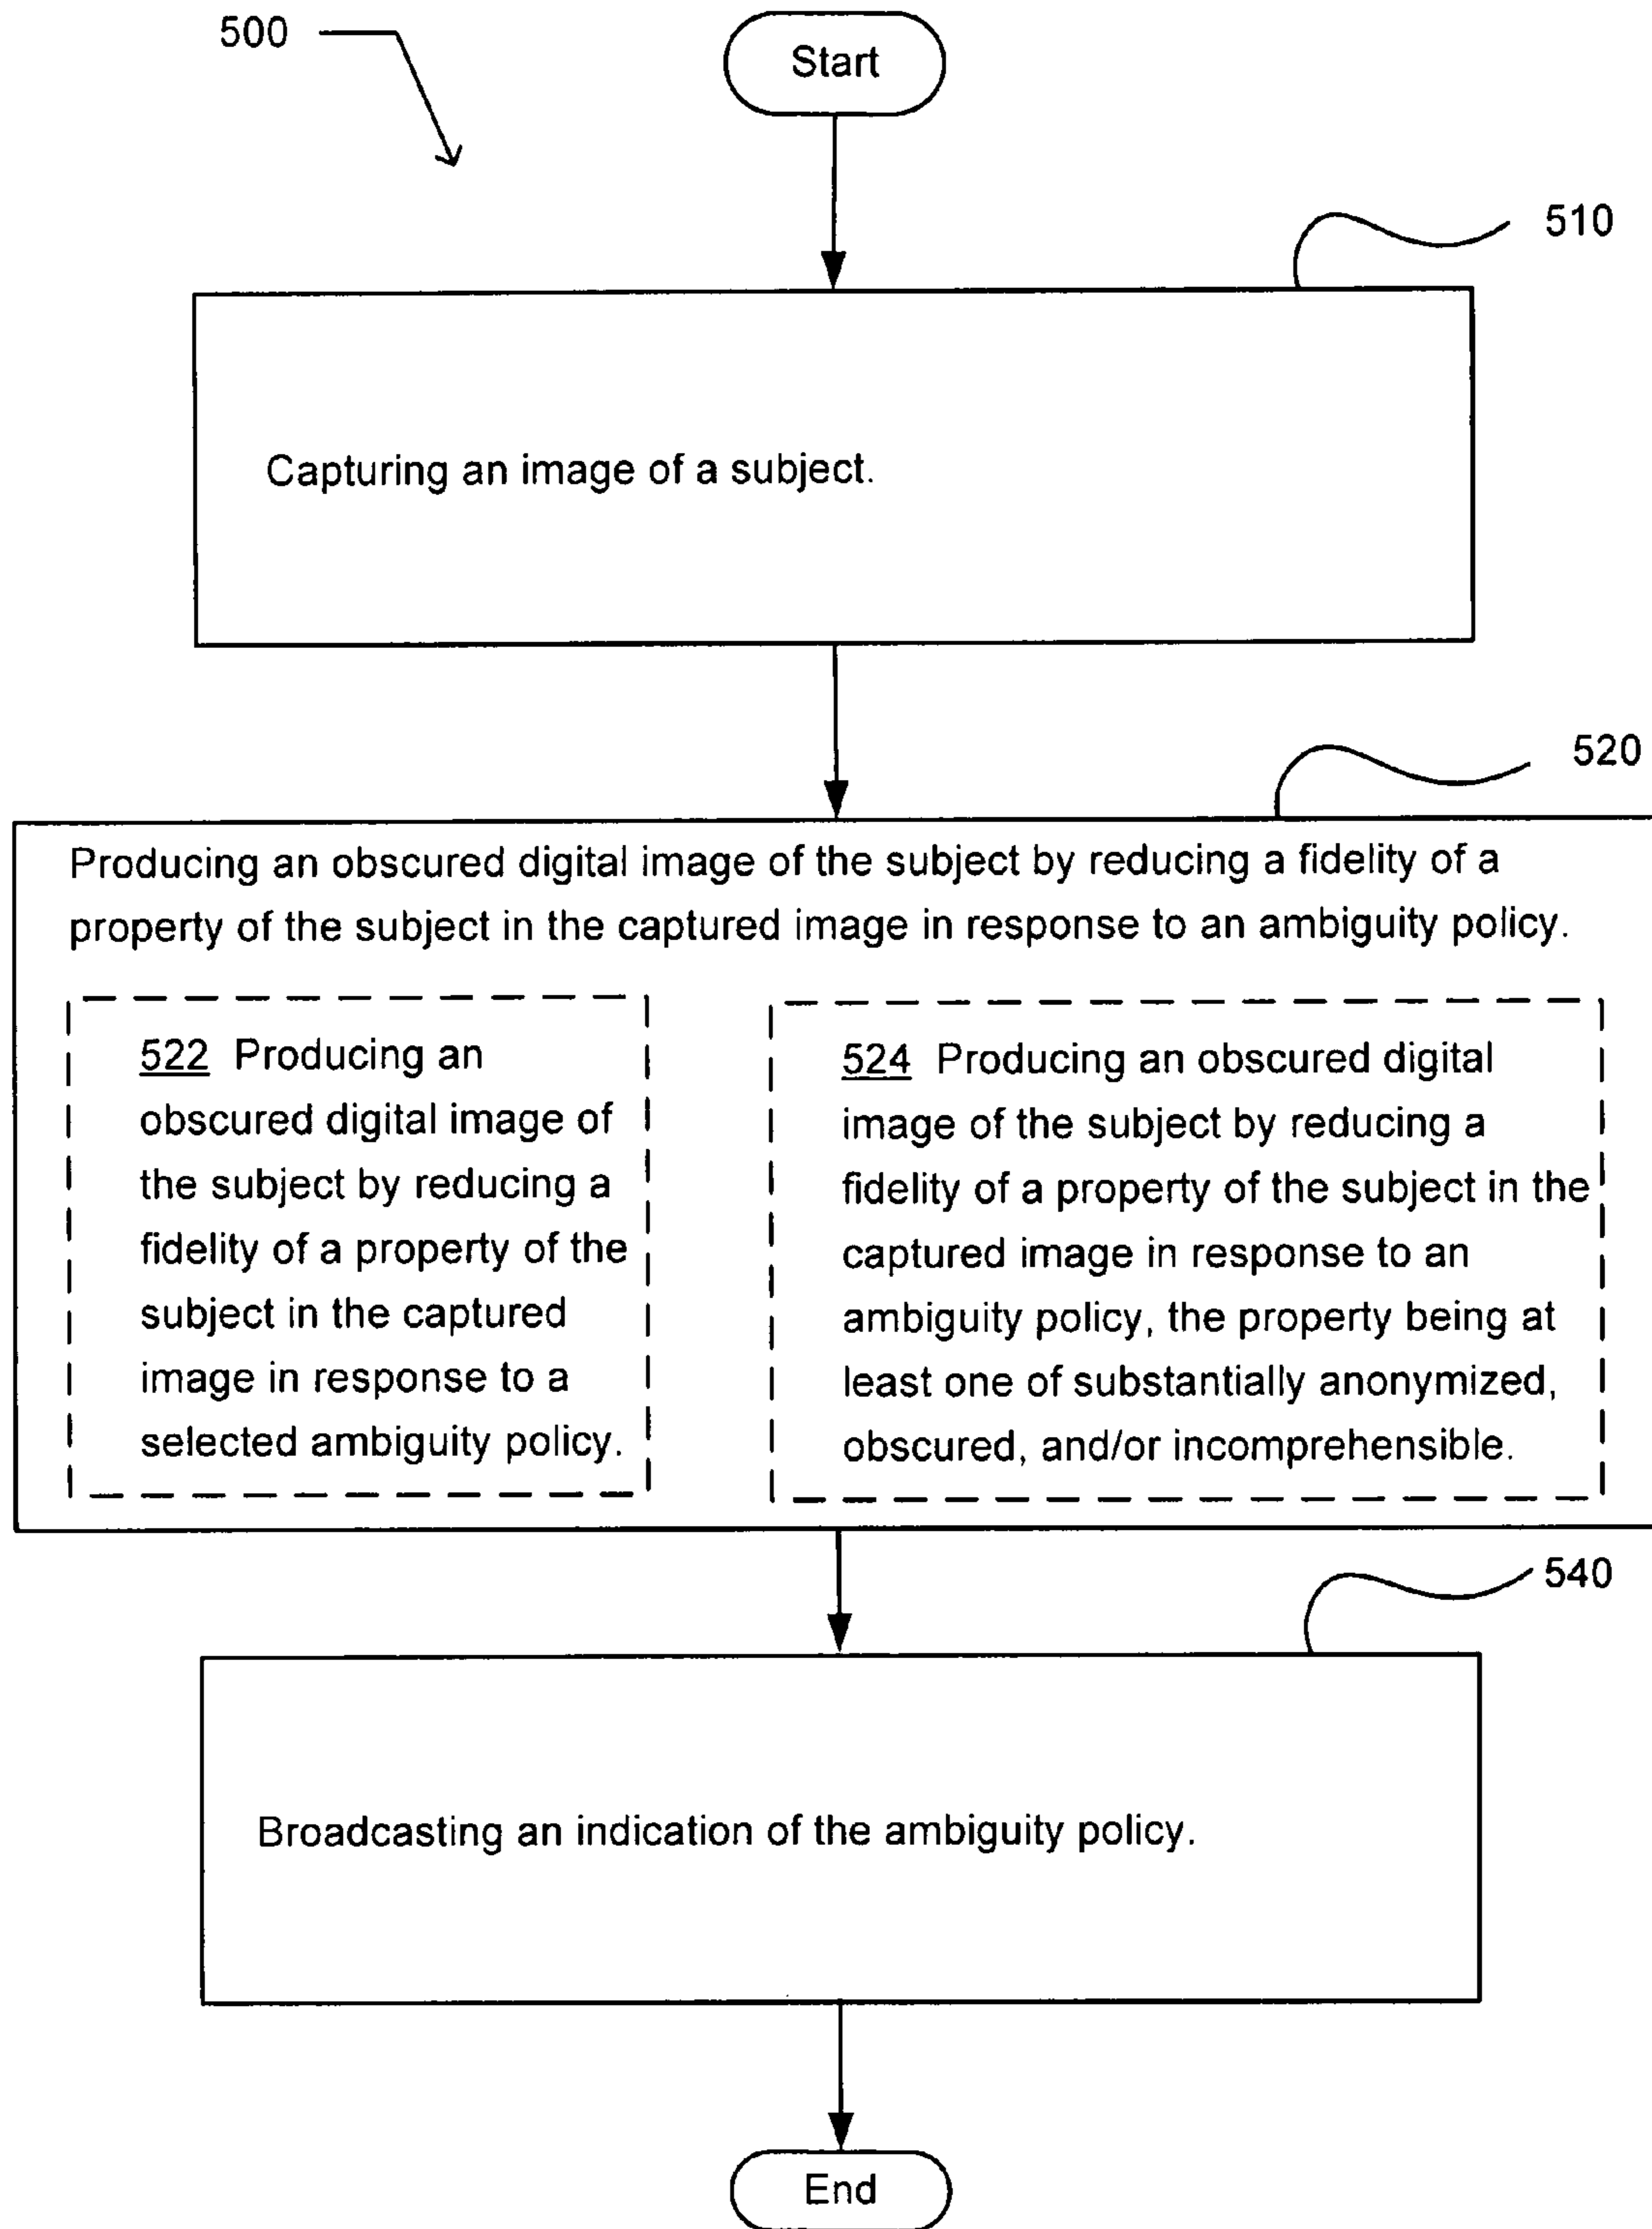 500
Start
510
Capturing an image of a subject.
520
Producing an obscured digital image of the subject by reducing a fidelity of a
property of the subject in the captured image in response to an ambiguity policy.
522 Producing an
obscured digital image of
the subject by reducing a
fidelity of a property of the
subject in the captured
image in response to a
selected ambiguity policy.
524 Producing an obscured digital
image of the subject by reducing a
fidelity of a property of the subject in the
captured image in response to an
ambiguity policy, the property being at
least one of substantially anonymized,
obscured, and/or incomprehensible.
540
Broadcasting an indication of the ambiguity policy.
End